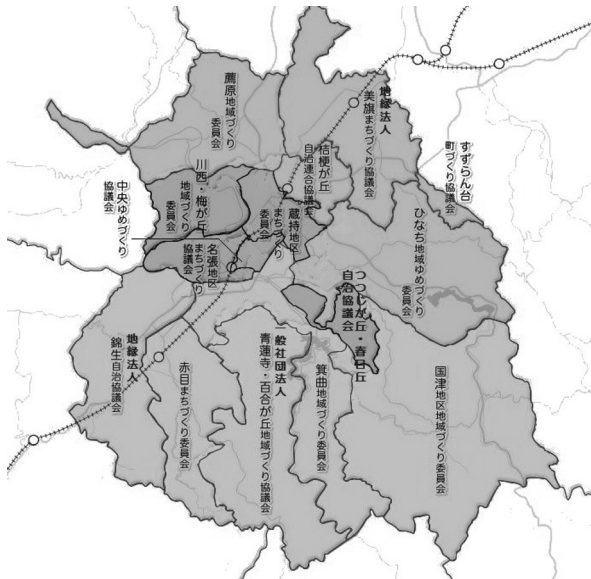 薦原地域づくり
委員会
地縁法人
美旗まちづくり協議会
桔梗が丘
自治連合協議会
すずらん台
町づくり協議会
川西・梅が丘
地域づくり
委員会
中央ゆめづくり
協議会
蔵持地区
まちづくり
委員会
ひなち地域ゆめづくり
委員会
名張地区
まちづくり
協議会
つつじが丘・春日丘
自治協議会
地縁法人
錦生自治協議会
赤目まちづくり委員会
一般社団法人
青蓮寺・百合が丘地域づくり協議会
箕曲地域づくり委員会
国津地区地域づくり委員会